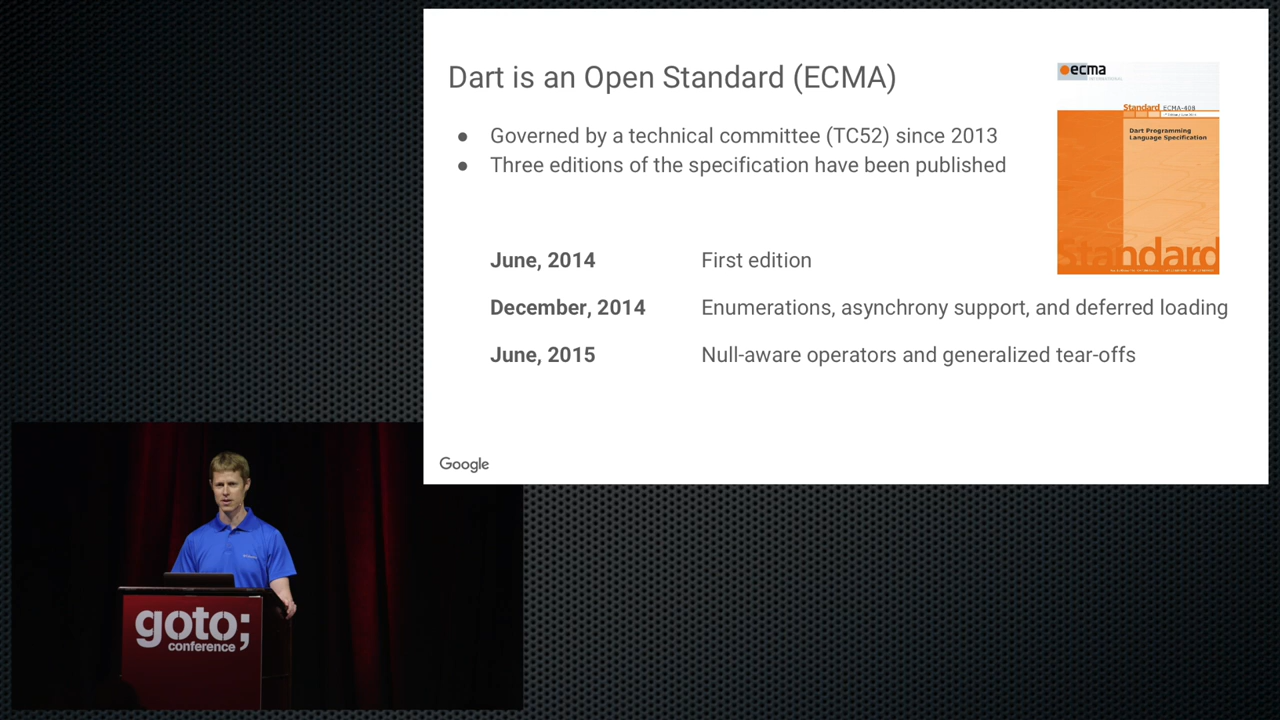 Dart is an Open Standard (ECMA)
● Governed by a technical committee (TC52) since 2013
● Three editions of the specification have been published
June, 2014 First edition
December, 2014 Enumerations, asynchrony support, and deferred loading
June, 2015 Null-aware operators and generalized tear-offs
ecma
INTERNATIONAL
Standard ECMA-408
Dart Programming
Language Specification
Standard
Google
goto;
conference